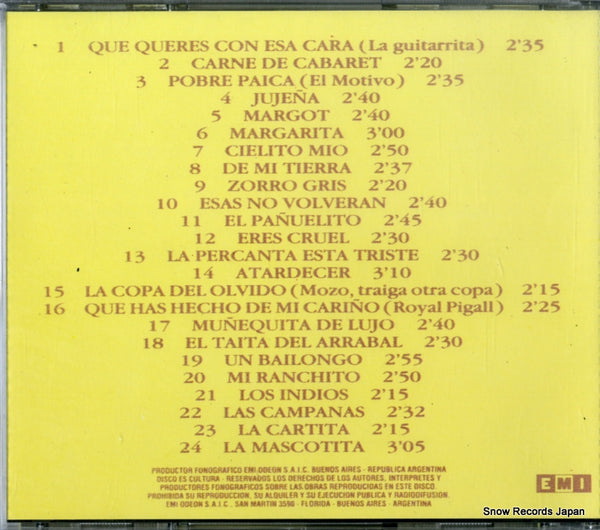 1 QUE QUERES CON ESA CARA (La guitarrita) 2'35
2 CARNE DE CABARET 2'20
3 POBRE PAICA (El Motivo) 2'35
4 JUJEÑA 2'40
5 MARGOT 2'40
6 MARGARITA 3'00
7 CIELITO MIO 2'50
8 DE MI TIERRA 2'37
9 ZORRO GRIS 2'20
10 ESAS NO VOLVERAN 2'40
11 EL PAÑUELITO 2'45
12 ERES CRUEL 2'30
13 LA PERCANTA ESTA TRISTE 2'30
14 ATARDECER 3'10
15 LA COPA DEL OLVIDO (Mozo, traiga otra copa) 2'15
16 QUE HAS HECHO DE MI CARIÑO (Royal Pigall) 2'25
17 MUÑEQUITA DE LUJO 2'40
18 EL TAITA DEL ARRABAL 2'30
19 UN BAILONGO 2'55
20 MI RANCHITO 2'50
21 LOS INDIOS 2'15
22 LAS CAMPANAS 2'32
23 LA CARTITA 2'15
24 LA MASCOTITA 3'05
PRODUCTOR FONOGRAFICO EMI.ODEON S.A.I.C. BUENOS AIRES - REPUBLICA ARGENTINA
DISCO ES CULTURA - RESERVADOS LOS DERECHOS DE LOS AUTORES, INTERPRETES Y
PRODUCTORES FONOGRAFICOS SOBRE LAS OBRAS REPRODUCIDAS EN ESTE DISCO.
PROHIBIDA SU REPRODUCCION, SU ALQUILER Y SU EJECUCION PUBLICA Y RADIODIFUSION.
EMI ODEON S.A.I.C. SAN MARTIN 3590 - FLORIDA - BUENOS AIRES - ARGENTINA
EMI
Snow Records Japan